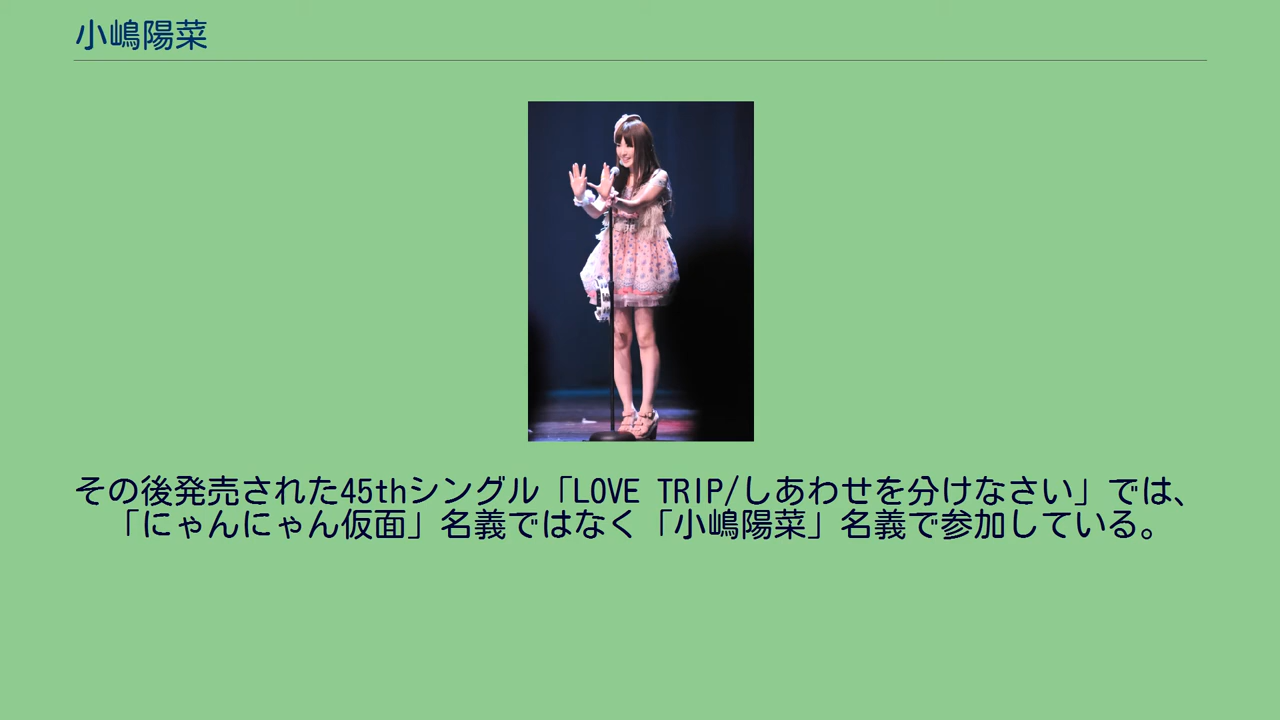 小嶋陽菜
その後発売された45thシングル「LOVE TRIP/しあわせを分けなさい」では、
「にゃんにゃん仮面」名義ではなく「小嶋陽菜」名義で参加している。